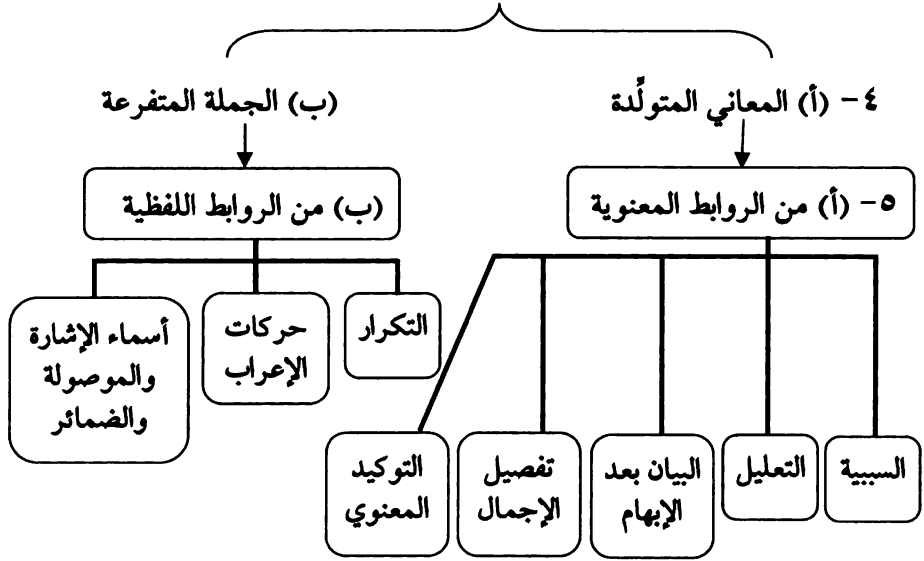 ٤- (أ) المعاني المتولِّدة
(ب) الجملة المتفرعة
٥- (أ) من الروابط المعنوية
(ب) من الروابط اللفظية
السببية
التعليل
البيان بعد
الإبهام
تفصيل
الإجمال
التوكيد
المعنوي
التكرار
حركات
الإعراب
أسماء الإشارة
والموصولة
والضمائر